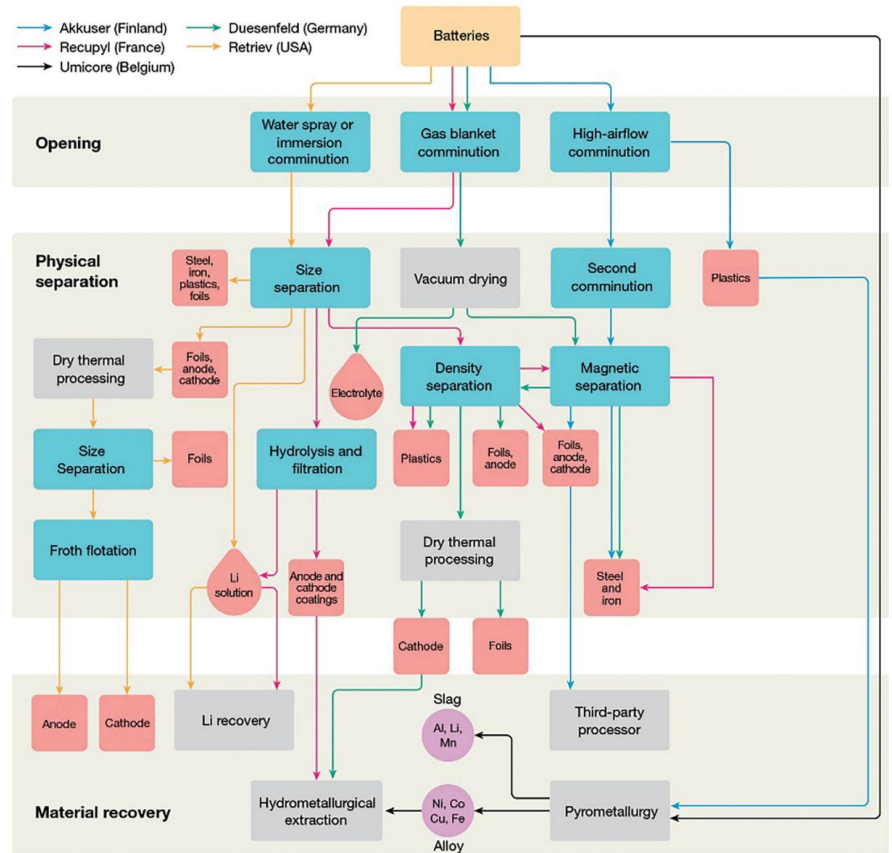 Akkuser (Finland)
Recupyl (France)
Umicore (Belgium)
Duesenfeld (Germany)
Retriev (USA)
Batteries
Opening
Water spray or
immersion
comminution
Gas blanket
comminution
High-airflow
comminution
Physical
separation
Steel,
iron,
plastics,
foils
Size
separation
Vacuum drying
Second
comminution
Plastics
Dry thermal
processing
Foils,
anode,
cathode
Electrolyte
Density
separation
Magnetic
separation
Size
Separation
Foils
Hydrolysis and
filtration
Plastics
Foils,
anode
Foils,
anode,
cathode
Froth flotation
Li
solution
Anode and
cathode
coatings
Dry thermal
processing
Steel
and
iron
Cathode
Foils
Anode
Cathode
Li recovery
Slag
Al, Li,
Mn
Third-party
processor
Material recovery
Hydrometallurgical
extraction
Ni, Co
Cu, Fe
Alloy
Pyrometallurgy